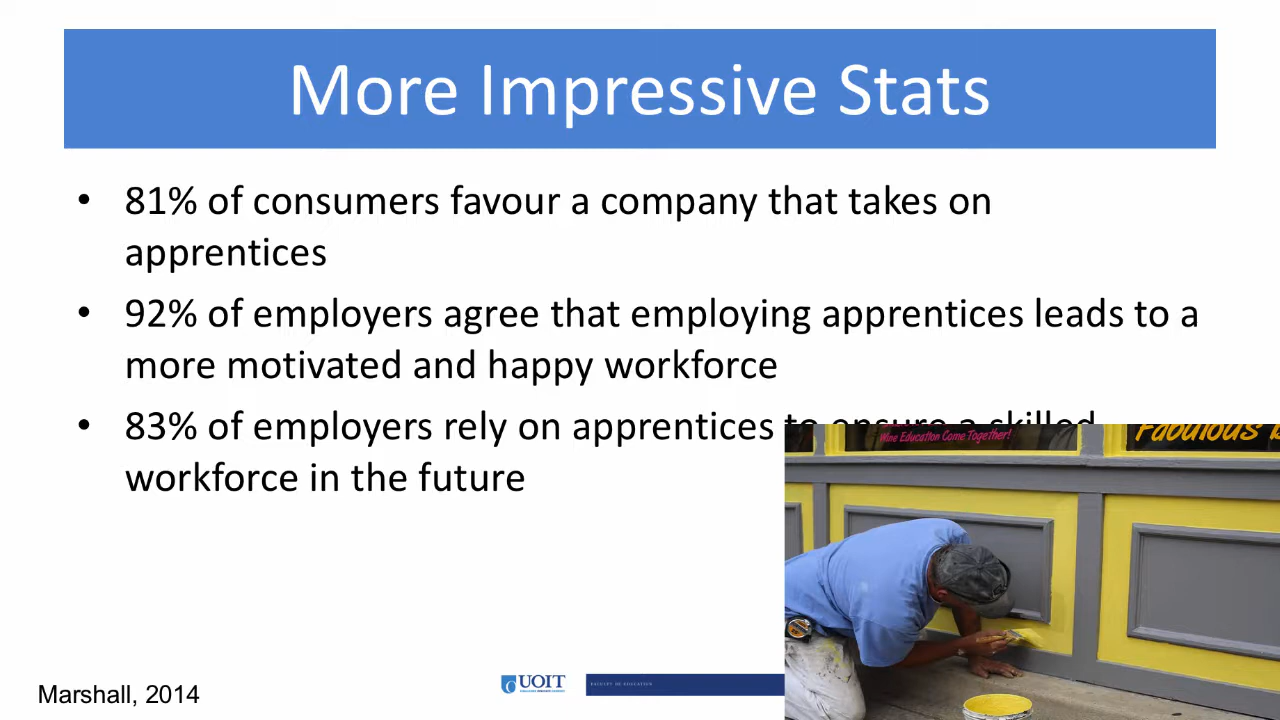 More Impressive Stats
• 81% of consumers favour a company that takes on
apprentices
• 92% of employers agree that employing apprentices leads to a
more motivated and happy workforce
• 83% of employers rely on apprentices to ensure a skilled
workforce in the future
Wine Education Come Together!
Fabulous
UOIT
FACULTY OF EDUCATION
Marshall, 2014